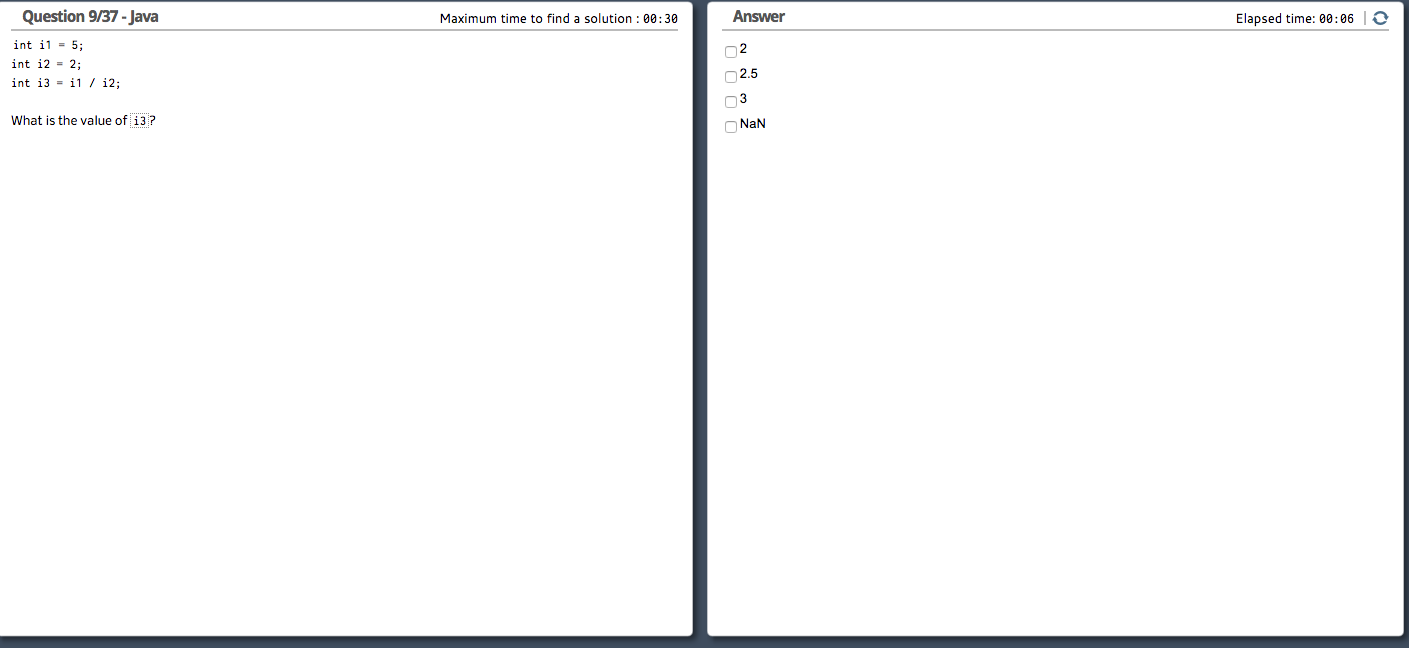 Question 9/37 - Java
Maximum time to find a solution : 00:30
int i1 = 5;
int i2 = 2;
int i3 = i1 / i2;
What is the value of i3?
Answer
Elapsed time: 00:06
2
2.5
3
NaN